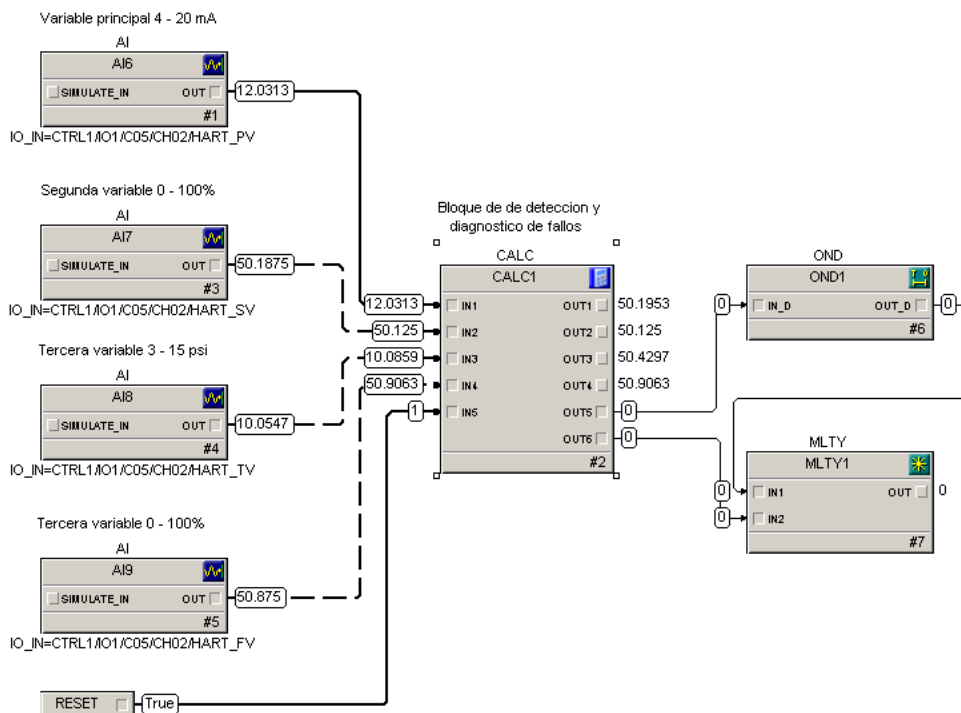 Variable principal 4 - 20 mA
AI
AI6
SIMULATE_IN OUT
12.0313
#1
IO_IN=CTRL1/IO1/C05/CH02/HART_PV
Segunda variable 0 - 100%
AI
AI7
SIMULATE_IN OUT
50.1875
#3
IO_IN=CTRL1/IO1/C05/CH02/HART_SV
Tercera variable 3 - 15 psi
AI
AI8
SIMULATE_IN OUT
10.0547
#4
IO_IN=CTRL1/IO1/C05/CH02/HART_TV
Tercera variable 0 - 100%
AI
AI9
SIMULATE_IN OUT
50.875
#5
IO_IN=CTRL1/IO1/C05/CH02/HART_FV
RESET
True
Bloque de de deteccion y
diagnostico de fallos
CALC
CALC1
12.0313 IN1 OUT1 50.1953
50.125 IN2 OUT2 50.125
10.0859 IN3 OUT3 50.4297
50.9063 IN4 OUT4 50.9063
1 IN5 OUT5 0
OUT6 0
#2
OND
OND1
0 IN_D OUT_D 0
#6
MLTY
MLTY1
0 IN1 OUT 0
0 IN2
#7